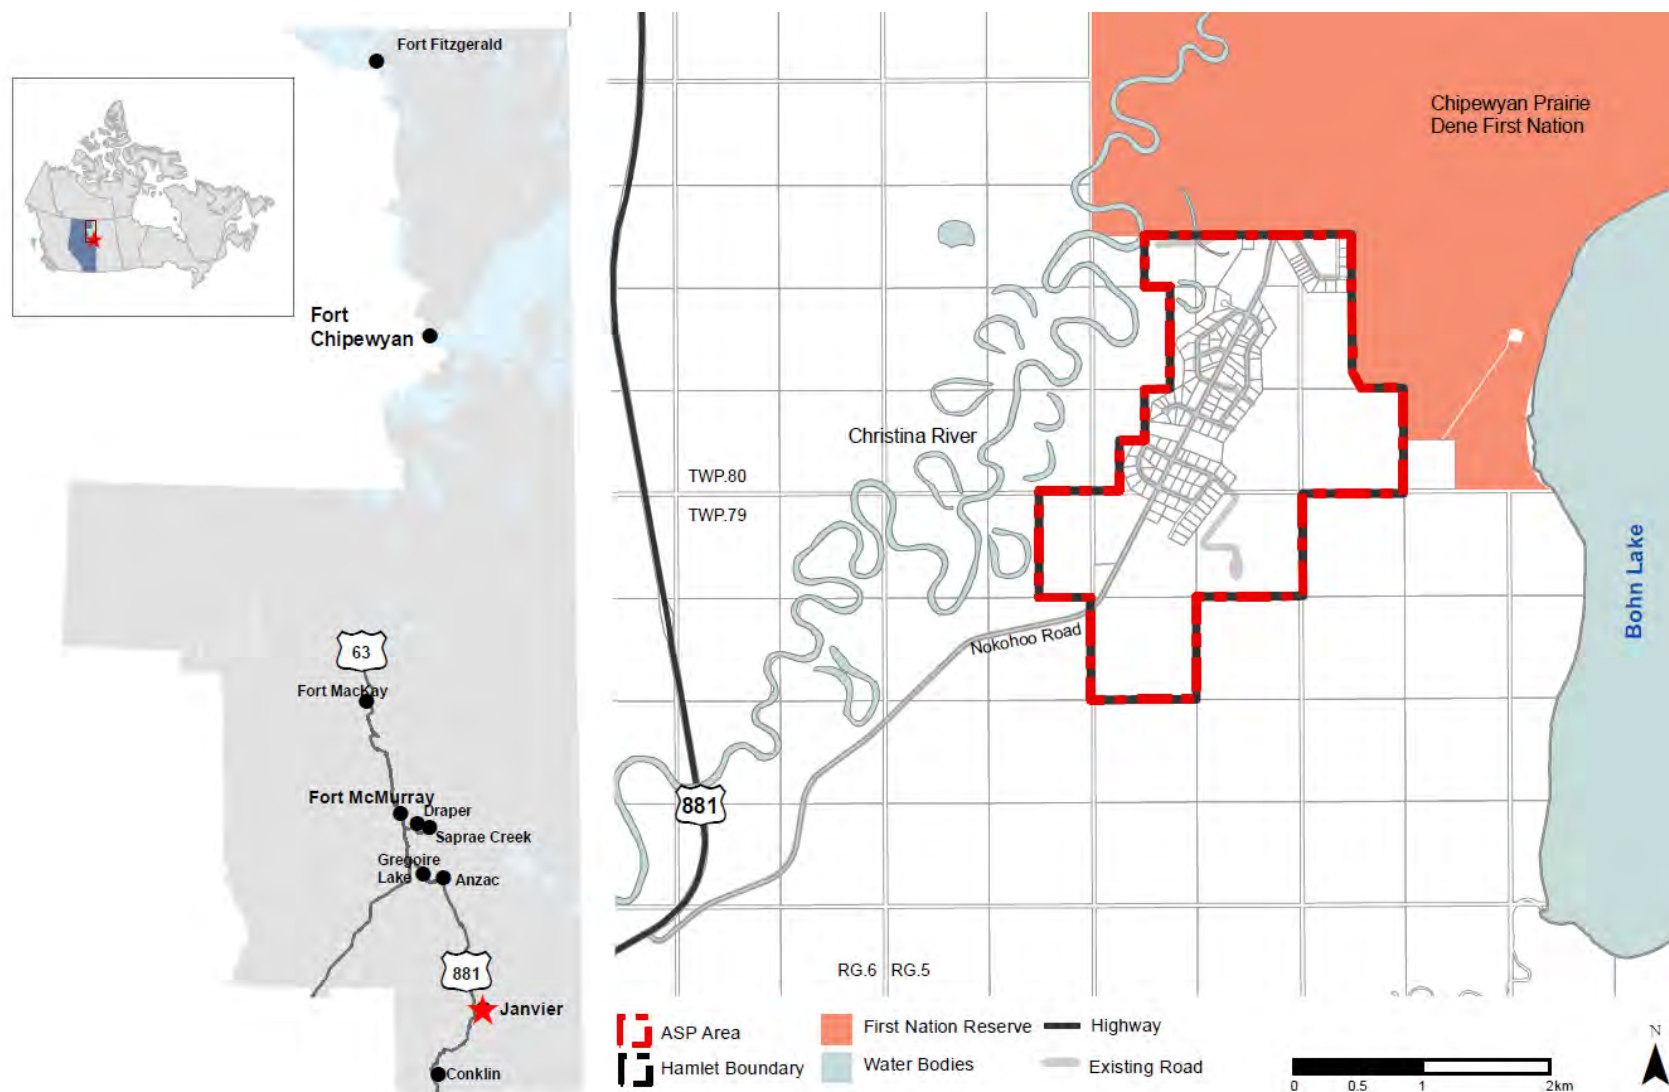 Fort Fitzgerald
Fort
Chipewyan
63
Fort MacKay
Fort McMurray
Draper
Saprae Creek
Gregoire
Lake
Anzac
881
Janvier
Conklin
Chipewyan Prairie
Dene First Nation
Christina River
TWP.80
TWP.79
Nokohoo Road
Bohn Lake
881
RG.6
RG.5
ASP Area
Hamlet Boundary
First Nation Reserve
Water Bodies
Highway
Existing Road
N
0 0.5 1 2km